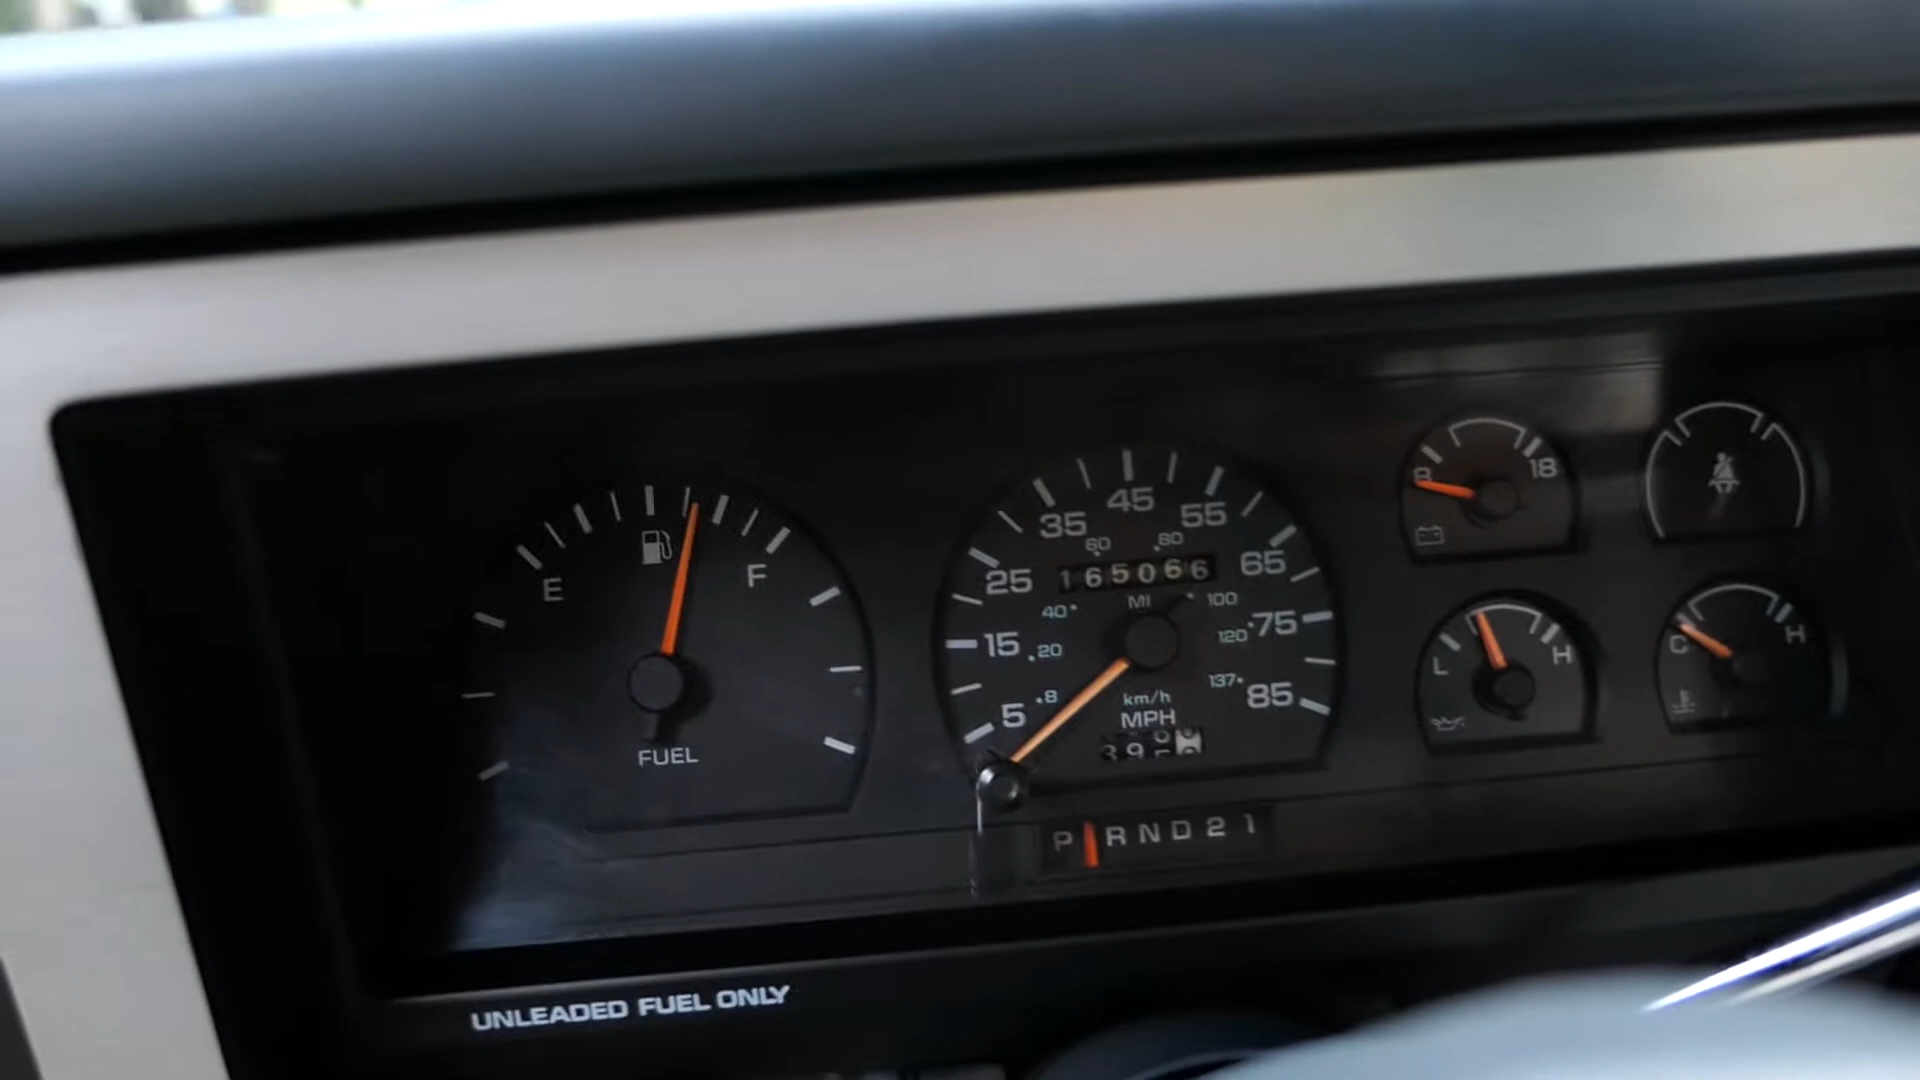 E F
FUEL
5 15 25 35 45 55 65 75 85
8 20 40 60 80 100 120 137
165066
MI
km/h
MPH
P R N D 2 1
8 18
L H
C H
UNLEADED FUEL ONLY